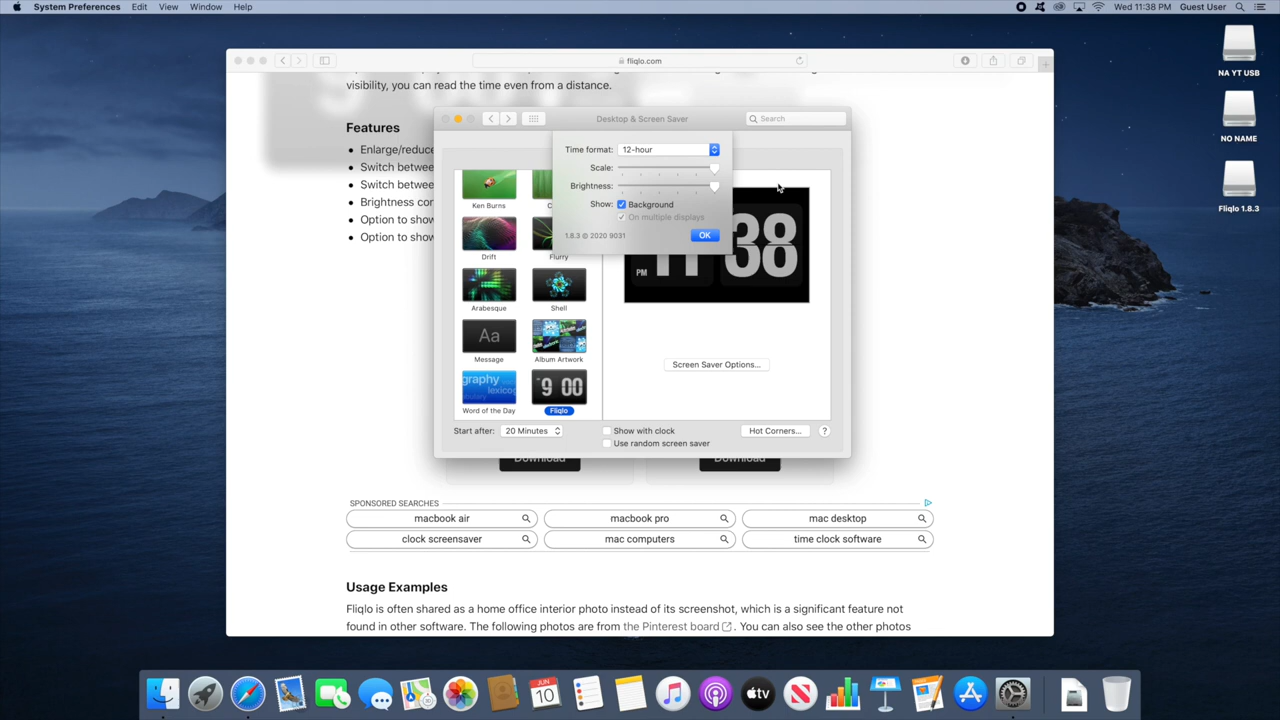 System Preferences Edit View Window Help
Wed 11:38 PM Guest User
fliqlo.com
visibility, you can read the time even from a distance.
Features
Enlarge/reduce
Switch betwee
Switch betwee
Brightness con
Option to show
Option to show
Desktop & Screen Saver
Search
Time format: 12-hour
Scale:
Brightness:
Show: Background
On multiple displays
1.8.3 @ 2020 9031
OK
Ken Burns
Drift
Flurry
Arabesque
Shell
Aa
Message
Album Artwork
graphy
lexico
Word of the Day
9 00
Fliqlo
PM 11 38
Screen Saver Options...
Start after: 20 Minutes
Show with clock
Use random screen saver
Hot Corners... ?
Download
Download
SPONSORED SEARCHES
macbook air
macbook pro
mac desktop
clock screensaver
mac computers
time clock software
Usage Examples
Fliqlo is often shared as a home office interior photo instead of its screenshot, which is a significant feature not
found in other software. The following photos are from the Pinterest board. You can also see the other photos
NA YT USB
NO NAME
Fliqlo 1.8.3
JUN
10
tv